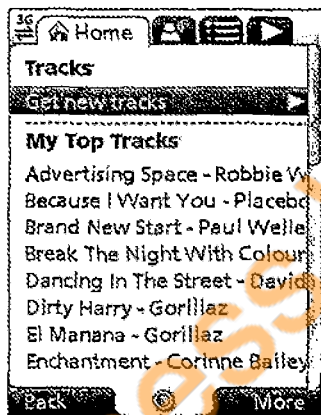 3G Home
Tracks
Get new tracks
My Top Tracks
Advertising Space - Robbie W
Because I Want You - Placebo
Brand New Start - Paul Welle
Break The Night With Colour
Dancing In The Street - David
Dirty Harry - Gorillaz
El Manana - Gorillaz
Enchantment - Corinne Bailey
Back More